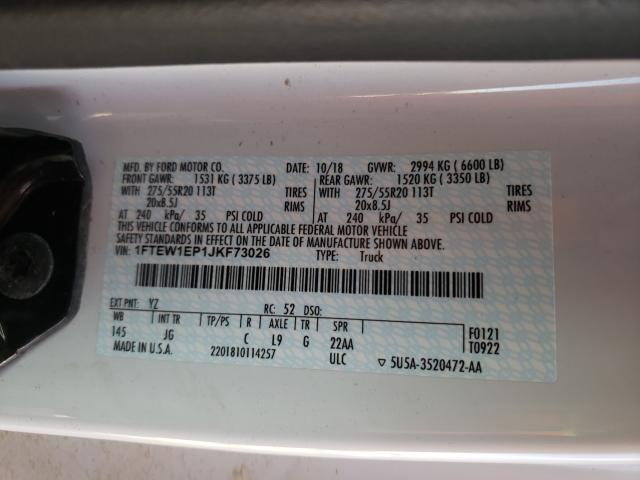 MFD. BY FORD MOTOR CO. DATE: 10/18 GVWR: 2994 KG ( 6600 LB)
FRONT GAWR: 1531 KG ( 3375 LB) REAR GAWR: 1520 KG ( 3350 LB)
WITH 275/55R20 113T TIRES WITH 275/55R20 113T TIRES
20x8.5J RIMS 20x8.5J RIMS
AT 240 kPa/ 35 PSI COLD AT 240 kPa/ 35 PSI COLD
THIS VEHICLE CONFORMS TO ALL APPLICABLE FEDERAL MOTOR VEHICLE
SAFETY STANDARDS IN EFFECT ON THE DATE OF MANUFACTURE SHOWN ABOVE.
VIN: 1FTEW1EP1JKF73026 TYPE: Truck
EXT PNT: YZ RC: 52 DSO:
WB INT TR TP/PS R AXLE TR SPR F0121
145 JG C L9 G 22AA T0922
MADE IN U.S.A. 2201810114257 ULC ▽ 5U5A-3520472-AA